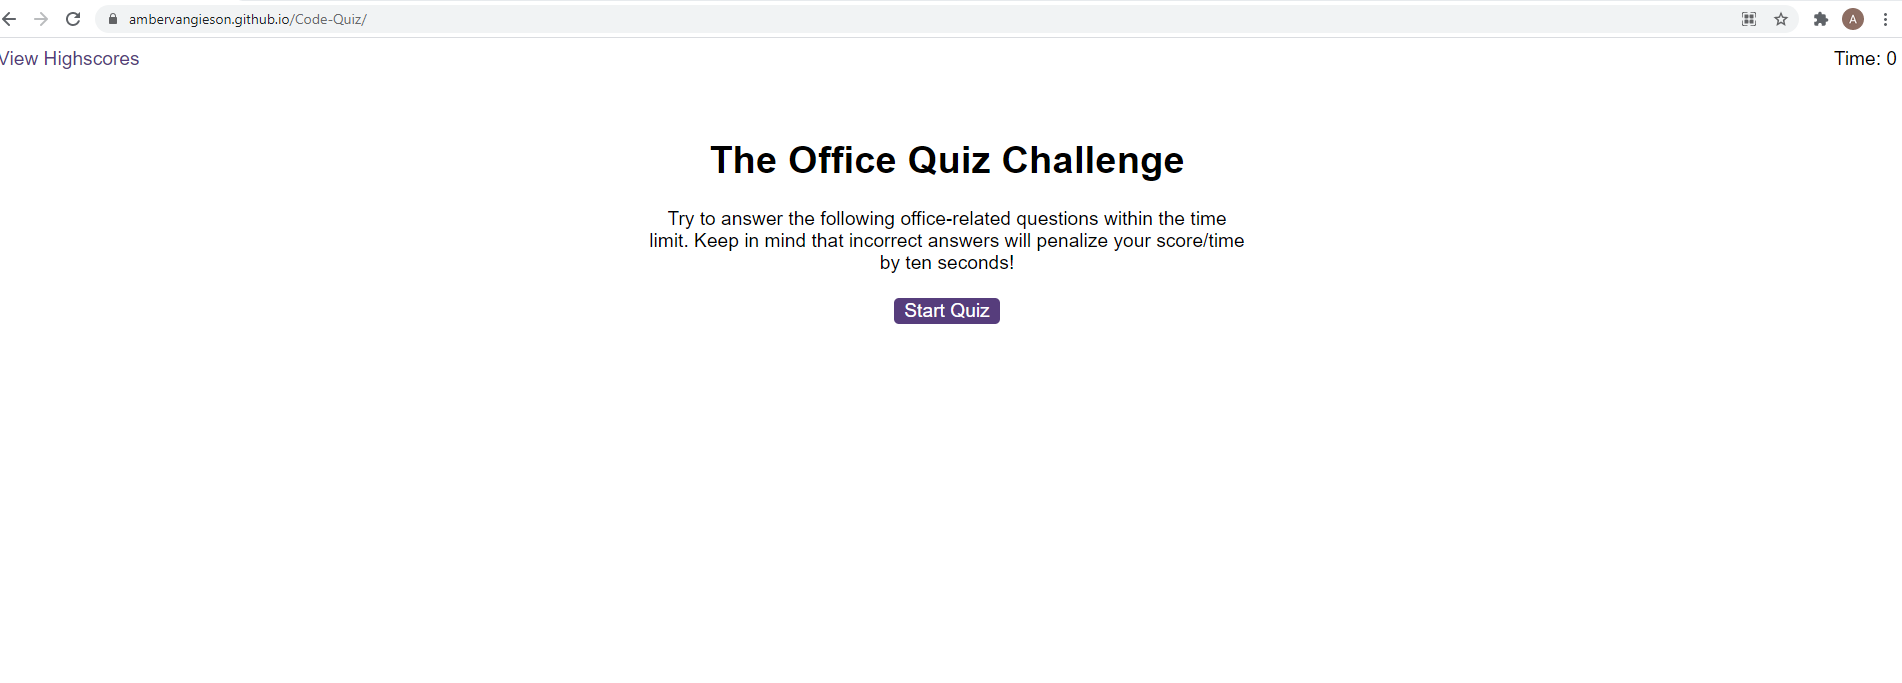 ambervangieson.github.io/Code-Quiz/
A
View Highscores
Time: 0
The Office Quiz Challenge
Try to answer the following office-related questions within the time
limit. Keep in mind that incorrect answers will penalize your score/time
by ten seconds!
Start Quiz